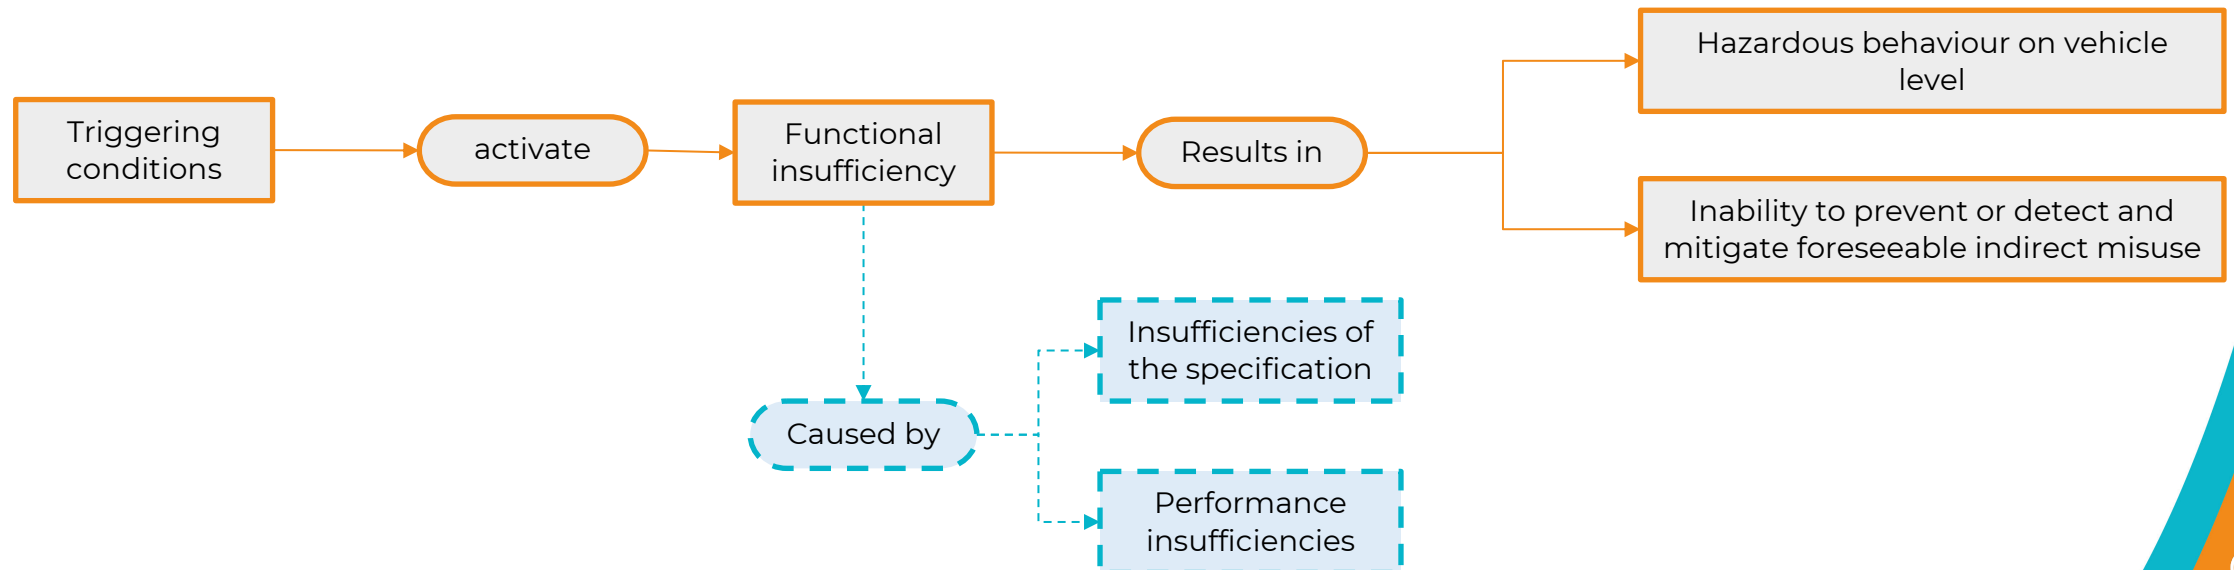 Triggering
conditions
activate
Functional
insufficiency
Results in
Hazardous behaviour on vehicle
level
Inability to prevent or detect and
mitigate foreseeable indirect misuse
Caused by
Insufficiencies of
the specification
Performance
insufficiencies